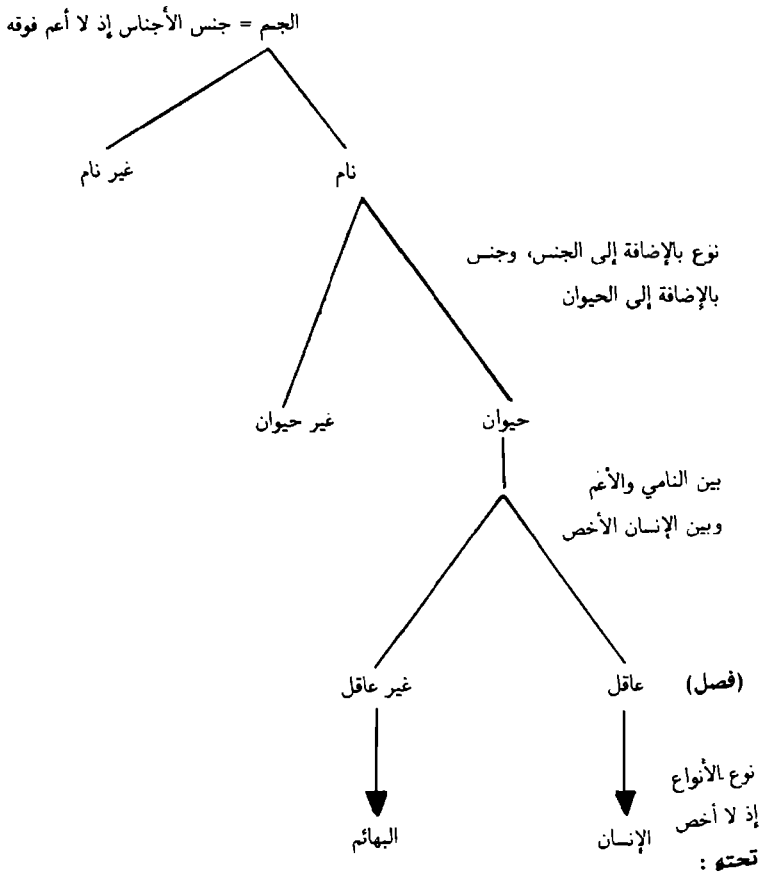 الجسم = جنس الأجناس إذ لا أعم فوقه
نام
غير نام
نوع بالإضافة إلى الجنس، وجنس
بالإضافة إلى الحيوان
حيوان
غير حيوان
بين النامي والأعم
وبين الإنسان الأخص
(فصل)
عاقل
غير عاقل
نوع الأنواع
إذ لا أخص
تحته :
الإنسان
البهائم